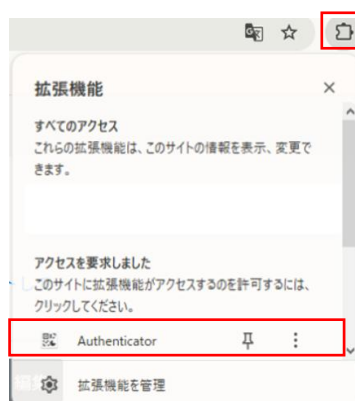 拡張機能
すべてのアクセス
これらの拡張機能は、このサイトの情報を表示、変更で
きます。
アクセスを要求しました
このサイトに拡張機能がアクセスするのを許可するには、
クリックしてください。
Authenticator
拡張機能を管理